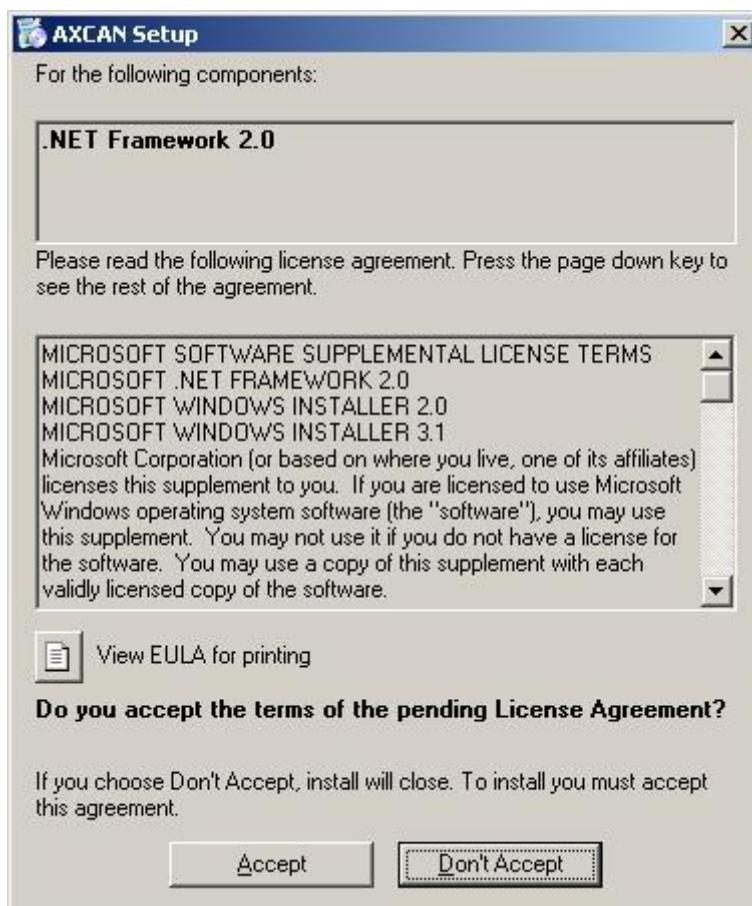 AXCAN Setup
For the following components:
.NET Framework 2.0
Please read the following license agreement. Press the page down key to
see the rest of the agreement.
MICROSOFT SOFTWARE SUPPLEMENTAL LICENSE TERMS
MICROSOFT .NET FRAMEWORK 2.0
MICROSOFT WINDOWS INSTALLER 2.0
MICROSOFT WINDOWS INSTALLER 3.1
Microsoft Corporation (or based on where you live, one of its affiliates)
licenses this supplement to you.  If you are licensed to use Microsoft
Windows operating system software (the "software"), you may use
this supplement.  You may not use it if you do not have a license for
the software.  You may use a copy of this supplement with each
validly licensed copy of the software.
View EULA for printing
Do you accept the terms of the pending License Agreement?
If you choose Don't Accept, install will close. To install you must accept
this agreement.
Accept
Don't Accept